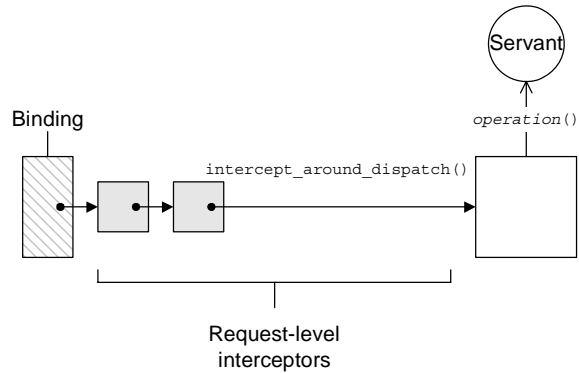 Servant
operation()
Binding
intercept_around_dispatch()
Request-level
interceptors